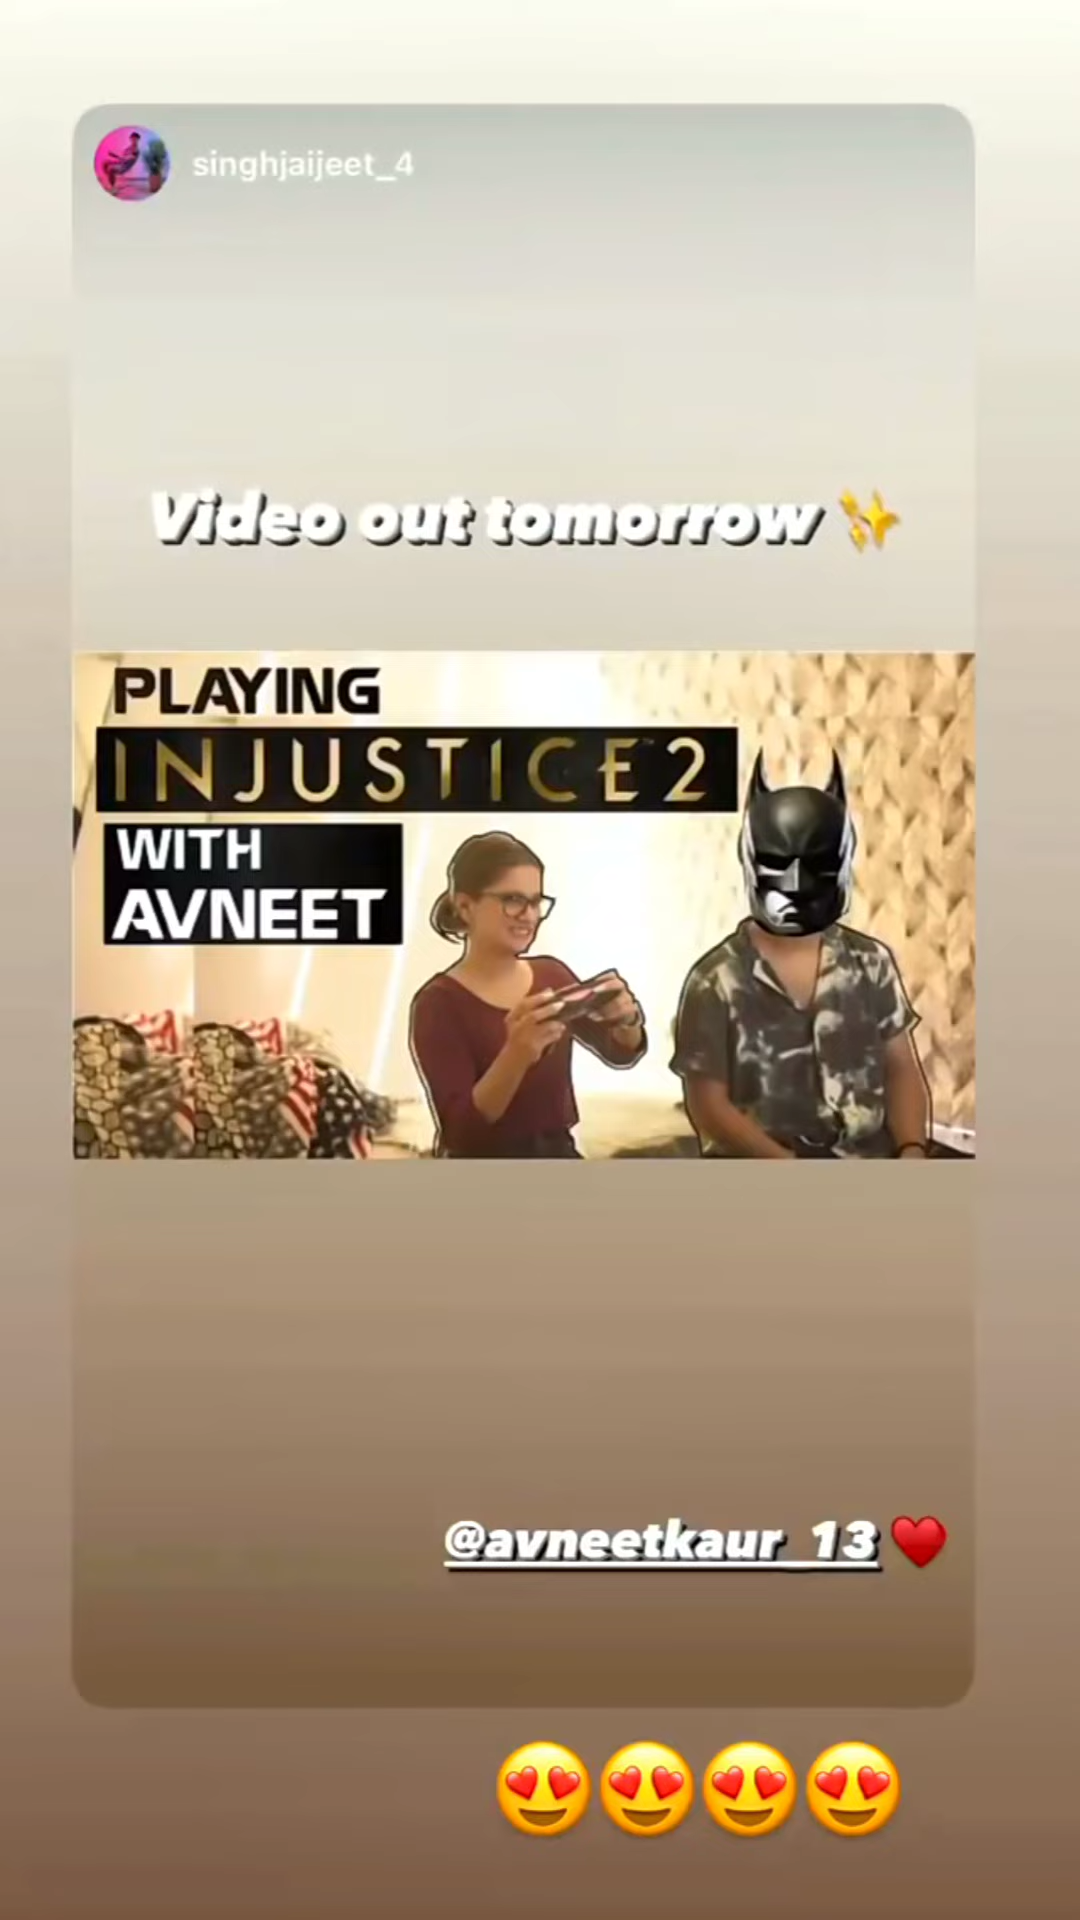 singhjaijeet_4
Video out tomorrow ✨
PLAYING
INJUSTICE 2
WITH
AVNEET
@avneetkaur_13 ♥️
😍😍😍😍